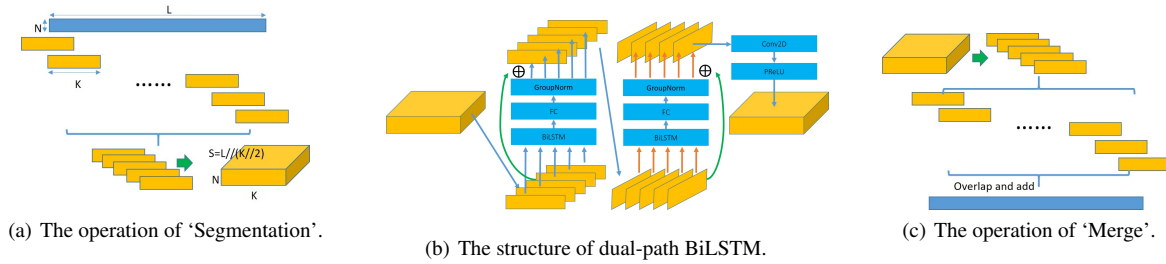 L
N
K
......
S=L//(K//2)
N
K
(a) The operation of ‘Segmentation’.
GroupNorm
FC
BiLSTM
GroupNorm
FC
BiLSTM
Conv2D
PReLU
(b) The structure of dual-path BiLSTM.
......
Overlap and add
(c) The operation of ‘Merge’.